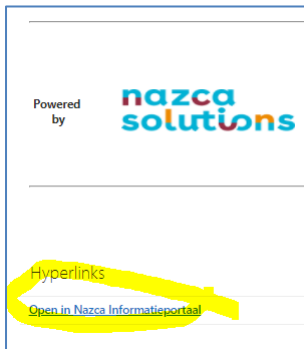 Powered
by
nazca
solutions
Hyperlinks
Open in Nazca Informatieportaal